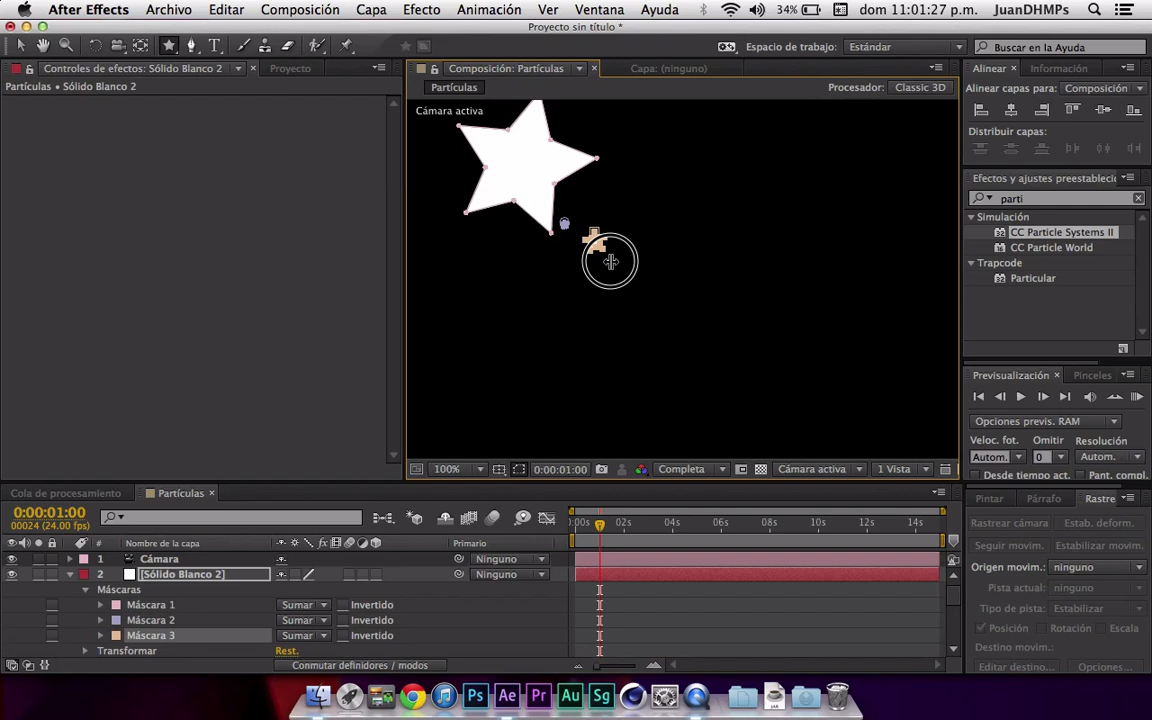 After Effects Archivo Editar Composición Capa Efecto Animación Ver Ventana Ayuda 34% dom 11:01:27 p.m. JuanDHMPs
Proyecto sin título *
Espacio de trabajo: Estándar Buscar en la Ayuda
Controles de efectos: Sólido Blanco 2 Proyecto
Partículas • Sólido Blanco 2
Composición: Partículas Capa: (ninguno)
Partículas Procesador: Classic 3D
Cámara activa
Alinear Información
Alinear capas para: Composición
Distribuir capas:
Efectos y ajustes preestableci
parti
Simulación
CC Particle Systems II
CC Particle World
Trapcode
Particular
Previsualización Pinceles
Opciones previs. RAM
Veloc. fot. Omitir Resolución
Autom. 0 Autom.
Desde tiempo act. Pant. compl.
100% 0:00:01:00 Completa Cámara activa 1 Vista
Cola de procesamiento Partículas
0:00:01:00
00024 (24.00 fps)
:00s 02s 04s 06s 08s 10s 12s 14s
# Nombre de la capa Primario
1 Cámara Ninguno
2 [Sólido Blanco 2] Ninguno
Máscaras
Máscara 1 Sumar Invertido
Máscara 2 Sumar Invertido
Máscara 3 Sumar Invertido
Transformar Rest.
Conmutar definidores / modos
Pintar Párrafo Rastre
Rastrear cámara Estab. deform.
Seguir movim. Estabilizar movim.
Origen movim.: ninguno
Pista actual: ninguno
Tipo de pista: Estabilizar
Posición Rotación Escala
Destino movim.:
Editar destino... Opciones...
Ps Ae Pr Au Sg